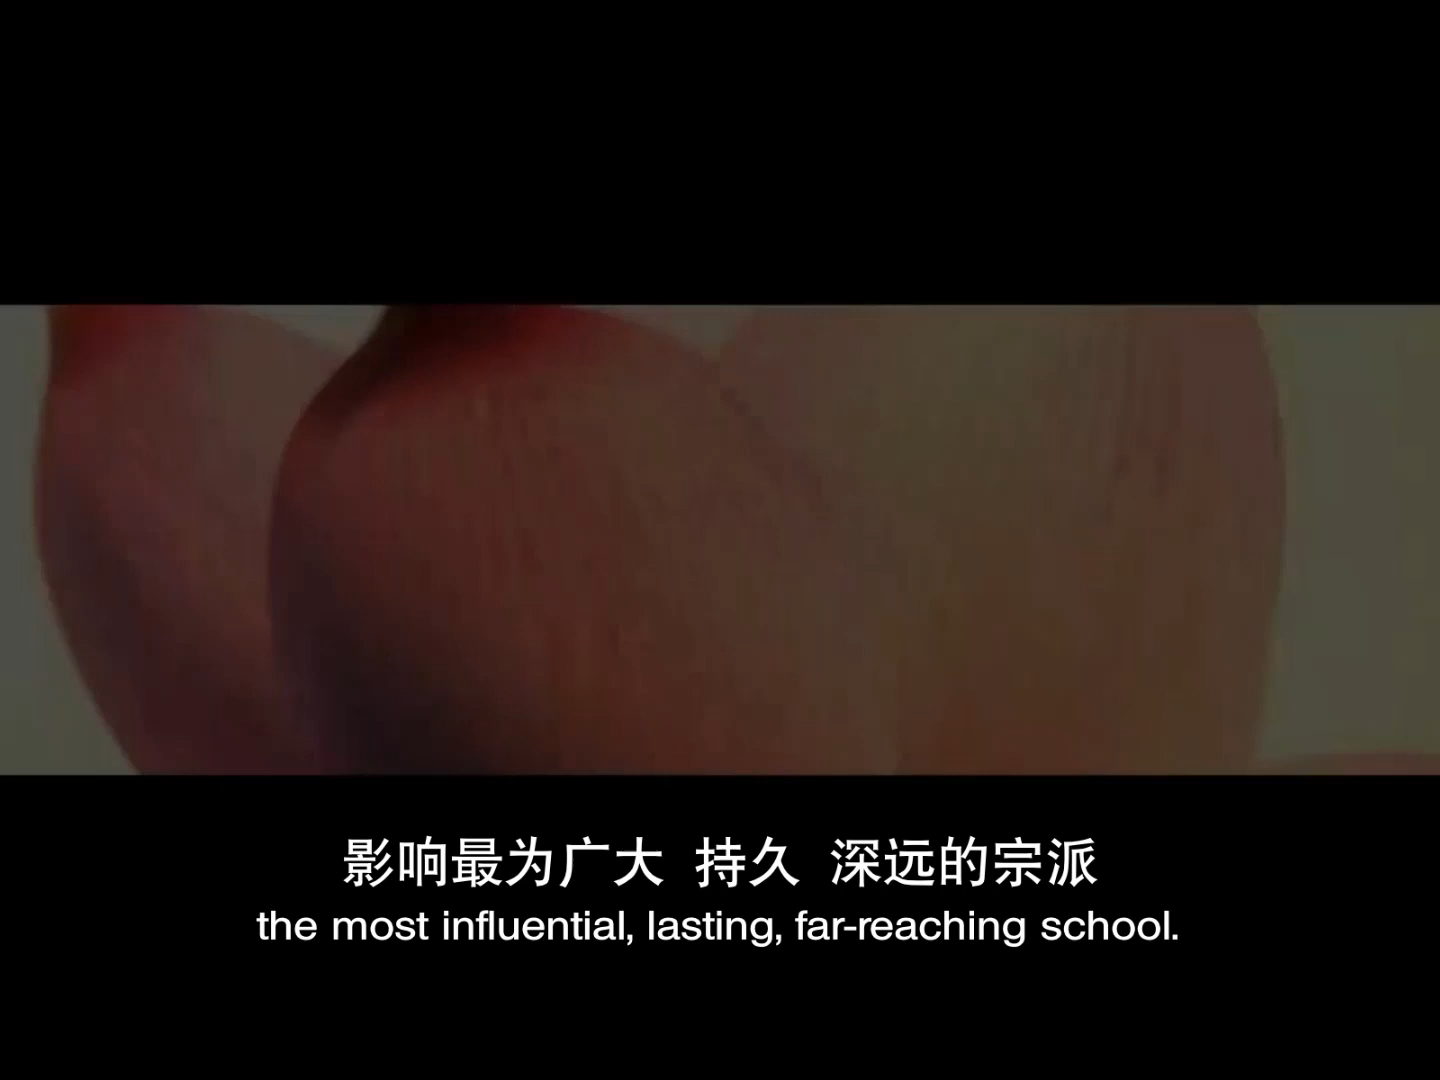 影响最为广大 持久 深远的宗派
the most influential, lasting, far-reaching school.